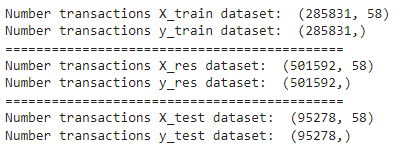 Number transactions X_train dataset:  (285831, 58)
Number transactions y_train dataset:  (285831,)
===========================================
Number transactions X_res dataset:  (501592, 58)
Number transactions y_res dataset:  (501592,)
===========================================
Number transactions X_test dataset:  (95278, 58)
Number transactions y_test dataset:  (95278,)